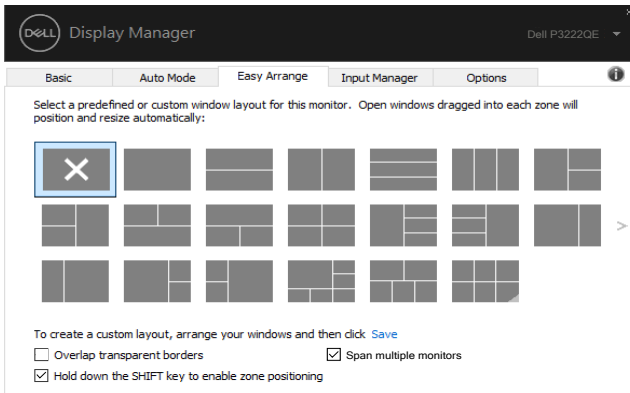 DELL Display Manager
Dell P3222QE
Basic Auto Mode Easy Arrange Input Manager Options
Select a predefined or custom window layout for this monitor. Open windows dragged into each zone will
position and resize automatically:
To create a custom layout, arrange your windows and then click Save
Overlap transparent borders
Span multiple monitors
Hold down the SHIFT key to enable zone positioning